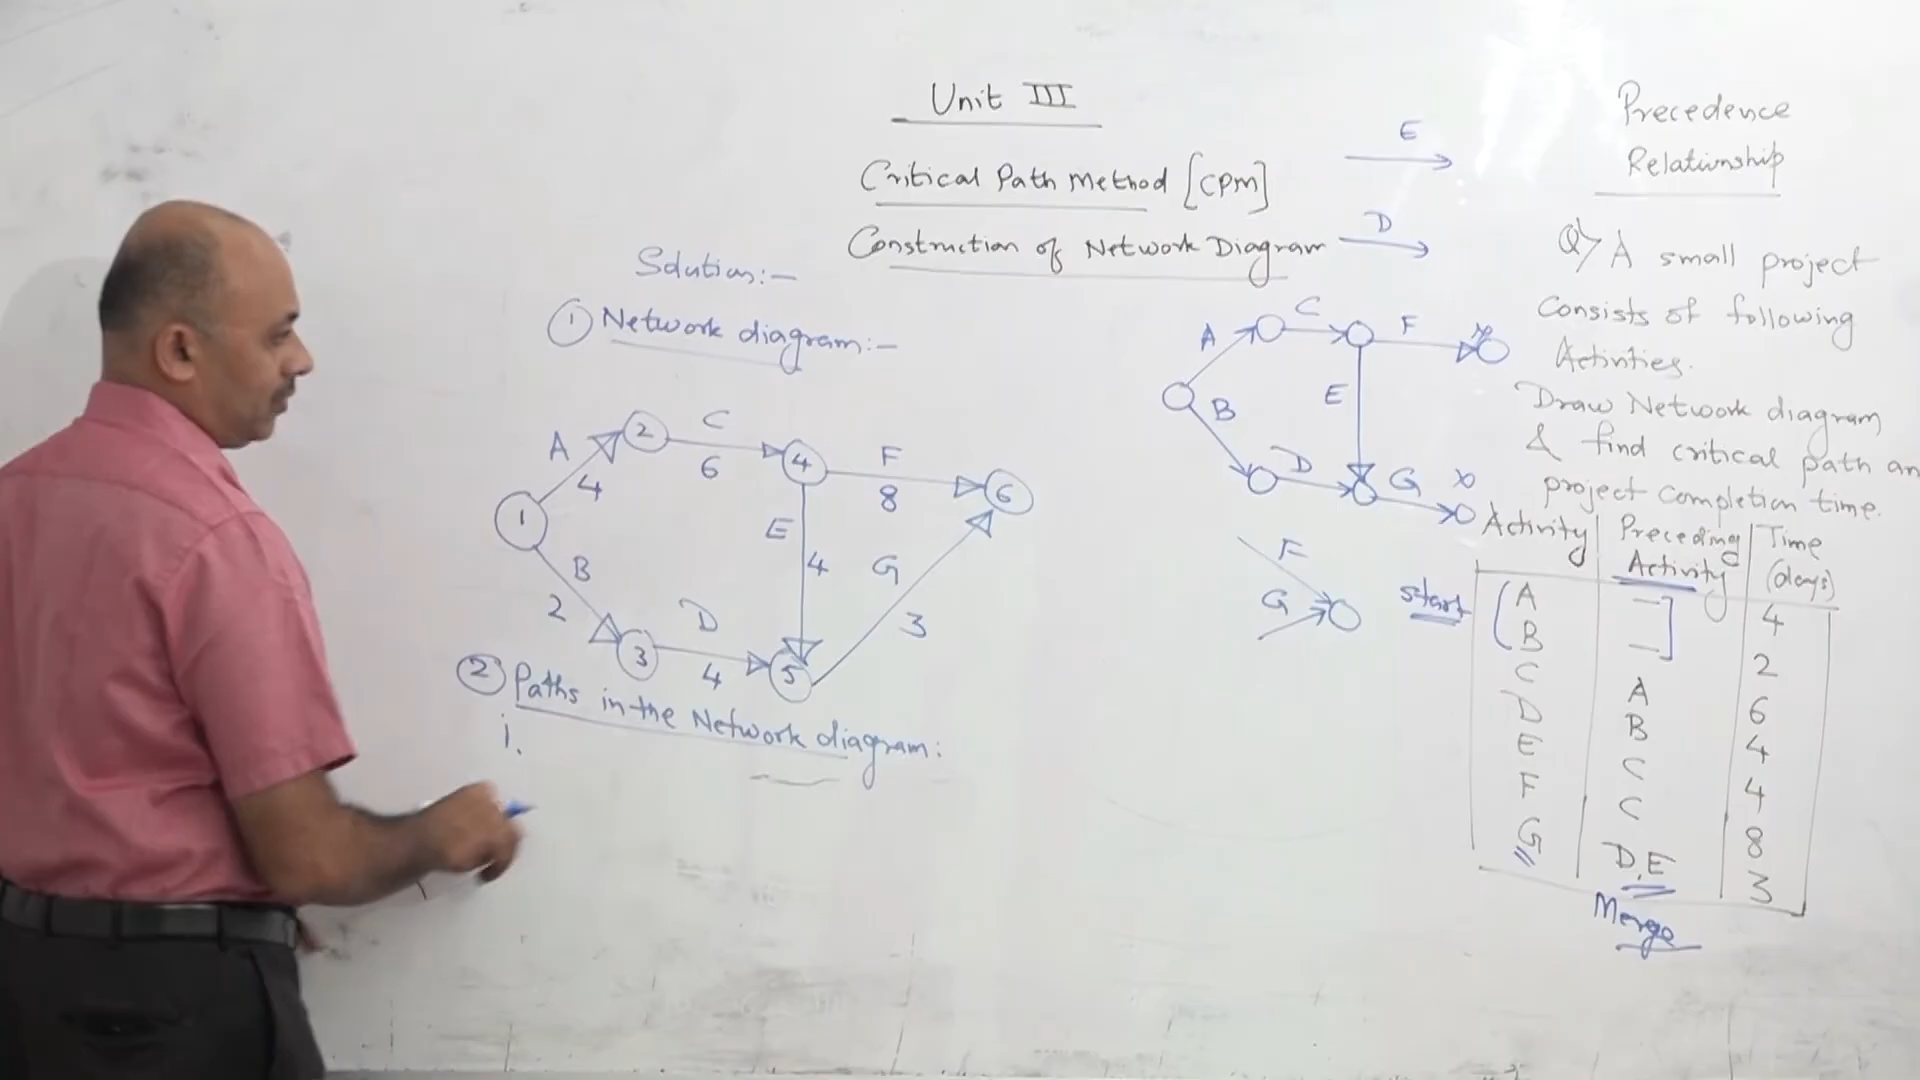 Unit III
Critical Path Method [CPM]
Construction of Network Diagram
E
D
Solution:-
1 Network diagram:-
A
4
2
C
6
4
F
8
6
1
E
4
G
3
B
2
3
D
4
5
2 Paths in the Network diagram:
i.
A
C
F
B
E
D
G
F
G
Precedence
Relationship
Q> A small project
Consists of following
Activities.
Draw Network diagram
& find critical path an
project completion time.
Activity Preceding Activity Time (days)
start
A — 4
B — 2
C A 6
D B 4
E C 4
F C 8
G D,E 3
Merge